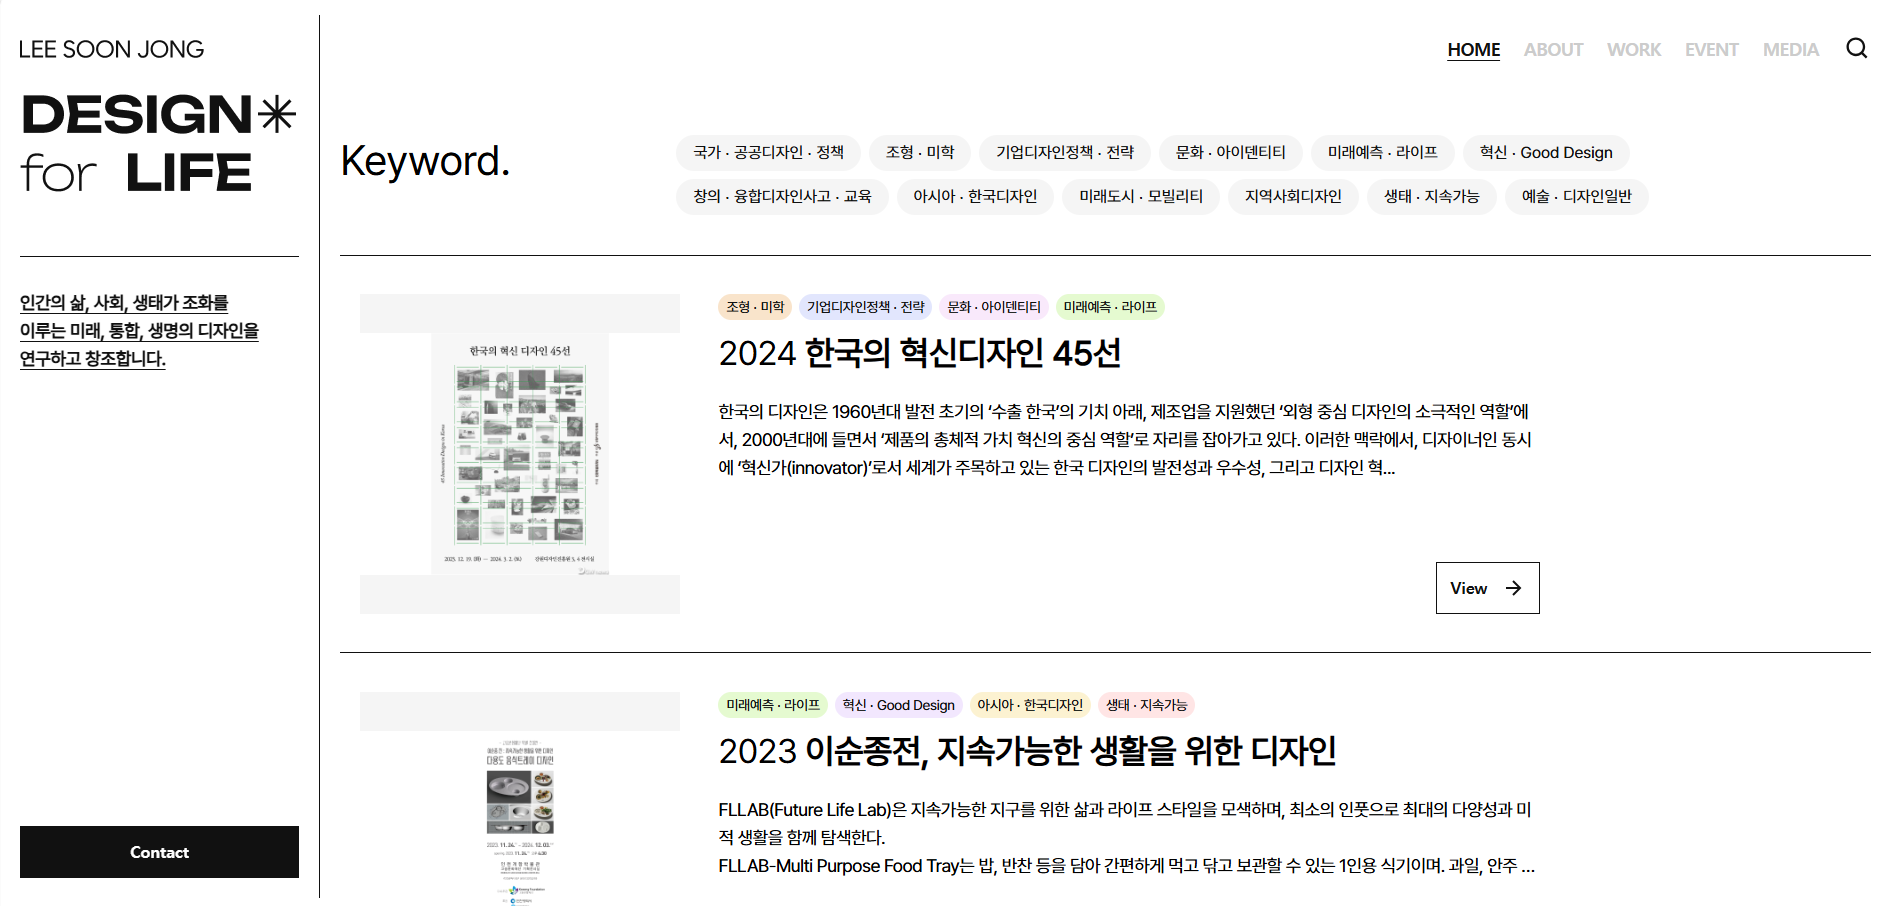 LEE SOON JONG
DESIGN✳
for LIFE
인간의 삶, 사회, 생태가 조화를
이루는 미래, 통합, 생명의 디자인을
연구하고 창조합니다.
Contact
HOME ABOUT WORK EVENT MEDIA
Keyword.
국가 · 공공디자인 · 정책 조형 · 미학 기업디자인정책 · 전략 문화 · 아이덴티티 미래예측 · 라이프 혁신 · Good Design
창의 · 융합디자인사고 · 교육 아시아 · 한국디자인 미래도시 · 모빌리티 지역사회디자인 생태 · 지속가능 예술 · 디자인일반
한국의 혁신 디자인 45선
조형 · 미학 기업디자인정책 · 전략 문화 · 아이덴티티 미래예측 · 라이프
2024 한국의 혁신디자인 45선
한국의 디자인은 1960년대 발전 초기의 ‘수출 한국’의 기치 아래, 제조업을 지원했던 ‘외형 중심 디자인의 소극적인 역할’에
서, 2000년대에 들면서 ‘제품의 총체적 가치 혁신의 중심 역할’로 자리를 잡아가고 있다. 이러한 맥락에서, 디자이너인 동시
에 ‘혁신가(innovator)’로서 세계가 주목하고 있는 한국 디자인의 발전성과 우수성, 그리고 디자인 혁...
View →
다용도 음식트레이 디자인
미래예측 · 라이프 혁신 · Good Design 아시아 · 한국디자인 생태 · 지속가능
2023 이순종전, 지속가능한 생활을 위한 디자인
FLLAB(Future Life Lab)은 지속가능한 지구를 위한 삶과 라이프 스타일을 모색하며, 최소의 인풋으로 최대의 다양성과 미
적 생활을 함께 탐색한다.
FLLAB-Multi Purpose Food Tray는 밥, 반찬 등을 담아 간편하게 먹고 닦고 보관할 수 있는 1인용 식기이며. 과일, 안주 ...